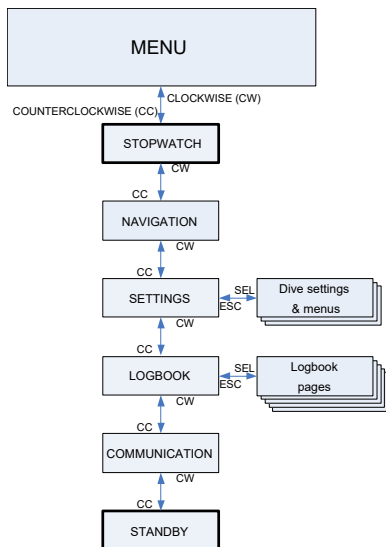 MENU
CLOCKWISE (CW)
COUNTERCLOCKWISE (CC)
STOPWATCH
CW
CC
NAVIGATION
CW
CC
SETTINGS
SEL
ESC
Dive settings
& menus
CW
CC
LOGBOOK
SEL
ESC
Logbook
pages
CW
CC
COMMUNICATION
CW
CC
STANDBY